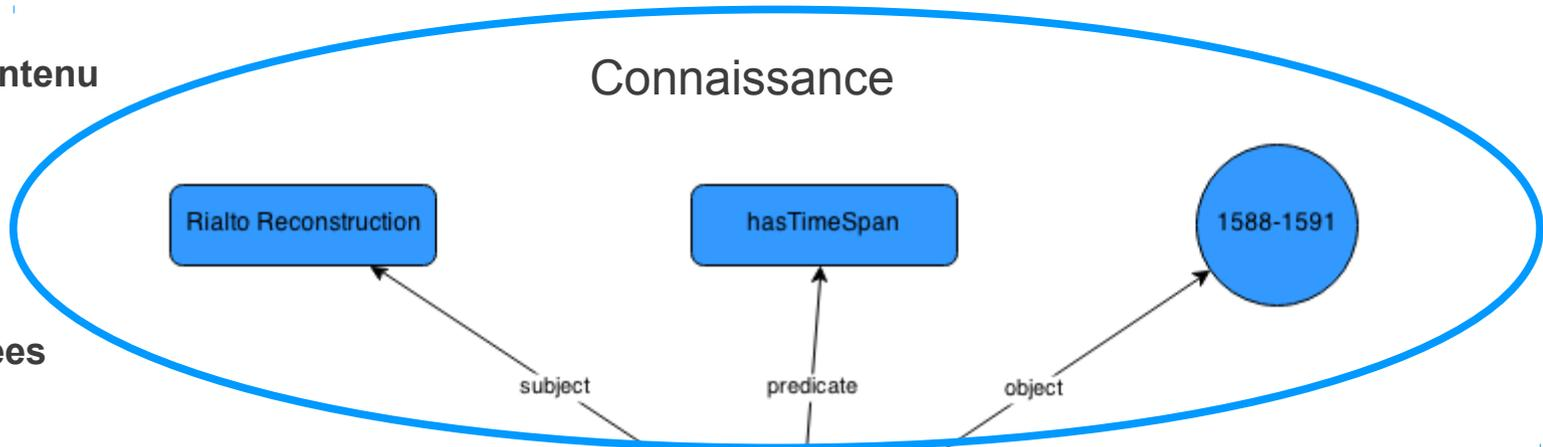 ntenu
Connaissance
Rialto Reconstruction
hasTimeSpan
1588-1591
ees
subject
predicate
object